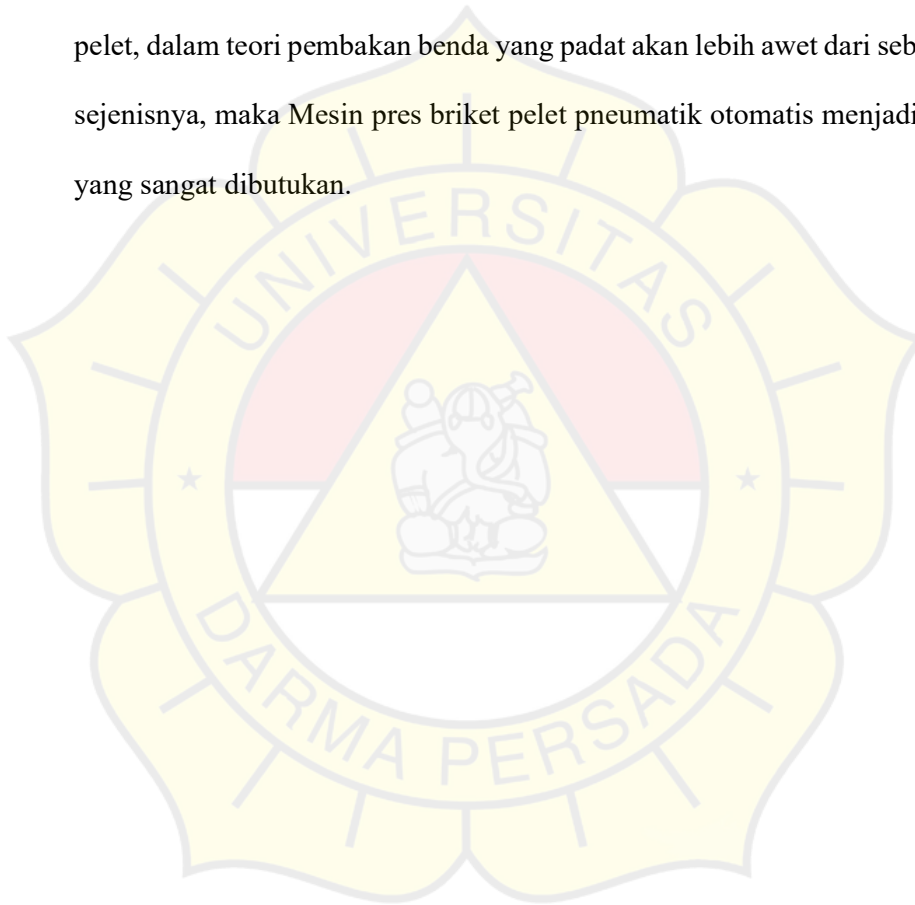 pelet, dalam teori pembakan benda yang padat akan lebih awet dari
sejenisnya, maka Mesin pres briket pelet pneumatik otomatis menjadi
yang sangat dibutukan.
UNIVERSITAS
DARMA PERSADA